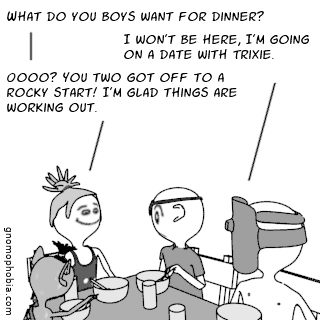 WHAT DO YOU BOYS WANT FOR DINNER?
I WON'T BE HERE, I'M GOING
ON A DATE WITH TRIXIE.
OOOO? YOU TWO GOT OFF TO A
ROCKY START! I'M GLAD THINGS ARE
WORKING OUT.
gnomophobia.com